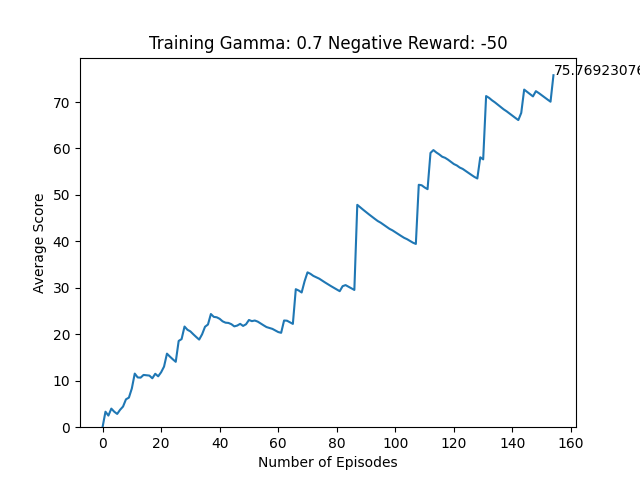 Training Gamma: 0.7 Negative Reward: -50
75.76923076
Average Score
70
60
50
40
30
20
10
0
0 20 40 60 80 100 120 140 160
Number of Episodes